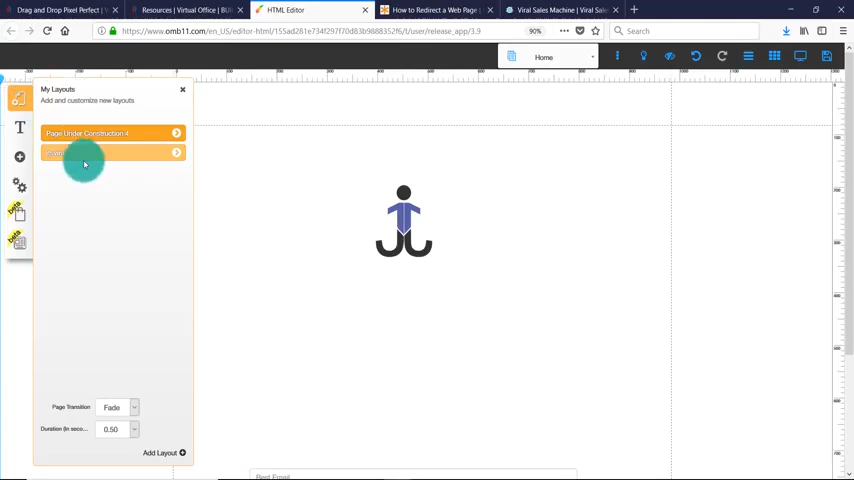 Drag and Drop Pixel Perfect | V
Resources | Virtual Office | BUIL
HTML Editor
How to Redirect a Web Page |
Viral Sales Machine | Viral Sale
https://www.omb11.com/en_US/editor-html/155ad281e734f297f70d83b9888352f6/t/user/release_app/3.9
90%
Search
Home
My Layouts
Add and customize new layouts
Page Under Construction 4
T
beta
beta
Page Transition
Fade
Duration (In seco...
0.50
Add Layout
Best Email